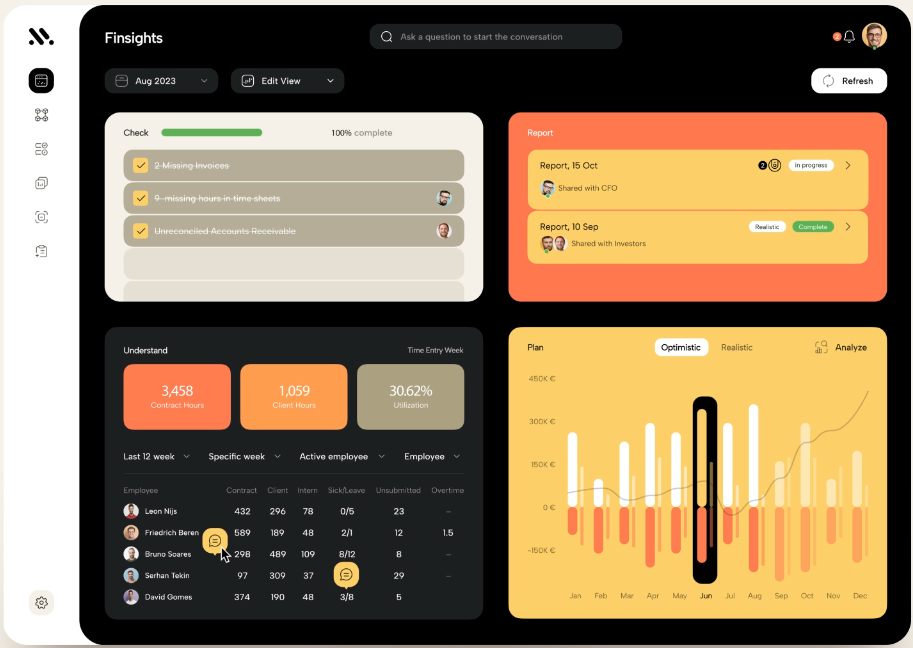 Finsights
Ask a question to start the conversation
2
Aug 2023
Edit View
Refresh
Check
100% complete
2 Missing Invoices
9 missing hours in time sheets
Unreconciled Accounts Receivable
Report
Report, 15 Oct
2
in progress
Shared with CFO
Report, 10 Sep
Realistic
Complete
Shared with Investors
Understand
Time Entry Week
3,458
Contract Hours
1,059
Client Hours
30.62%
Utilization
Last 12 week
Specific week
Active employee
Employee
Employee Contract Client Intern Sick/Leave Unsubmitted Overtime
Leon Nijs 432 296 78 0/5 23 –
Friedrich Beren 589 189 48 2/1 12 1.5
Bruno Soares 298 489 109 8/12 8 –
Serhan Tekin 97 309 37 29 –
David Gomes 374 190 48 3/8 5
Plan
Optimistic
Realistic
Analyze
450K €
300K €
150K €
0 €
-150K €
Jan Feb Mar Apr May Jun Jul Aug Sep Oct Nov Dec